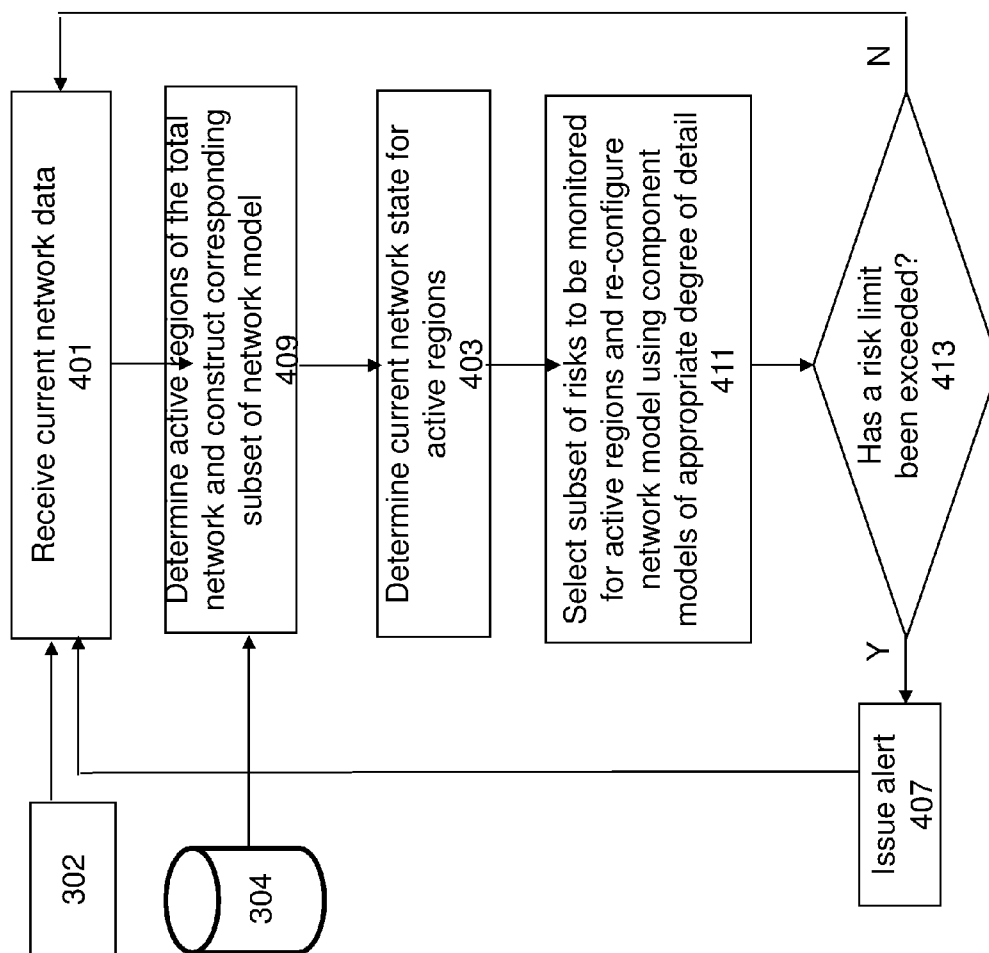 302
304
Receive current network data
401
Determine active regions of the total
network and construct corresponding
subset of network model
409
Determine current network state for
active regions
403
Select subset of risks to be monitored
for active regions and re-configure
network model using component
models of appropriate degree of detail
411
Has a risk limit
been exceeded?
413
Y
N
Issue alert
407